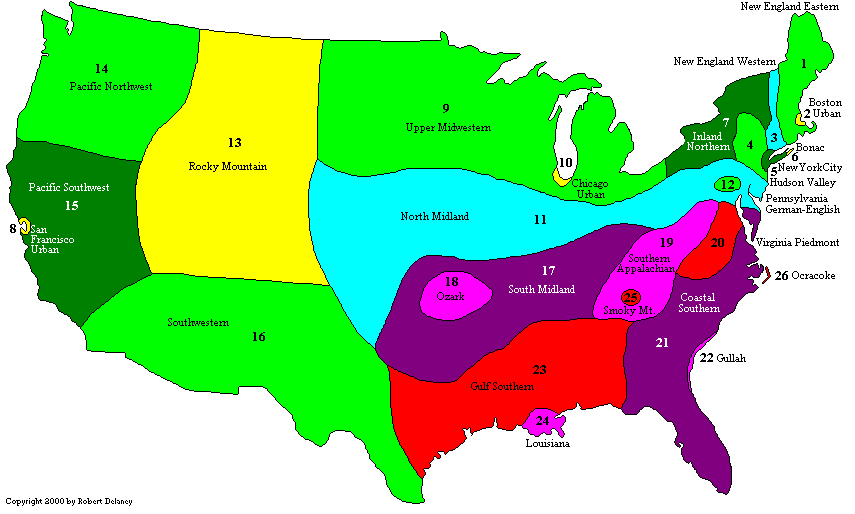 New England Eastern
14
Pacific Northwest
New England Western
1
9
Upper Midwestern
7
Inland
Northern
Boston
2 Urban
3
4
13
Rocky Mountain
10
Chicago
Urban
Bonac
6
5
New York City
Hudson Valley
12
Pennsylvania
German-English
Pacific Southwest
15
8
San
Francisco
Urban
North Midland
11
Virginia Piedmont
19
Southern
Appalachian
20
17
South Midland
18
Ozark
26 Ocracoke
25
Smoky Mt.
Coastal
Southern
21
Southwestern
16
22 Gullah
23
Gulf Southern
24
Louisiana
Copyright 2000 by Robert Delaney